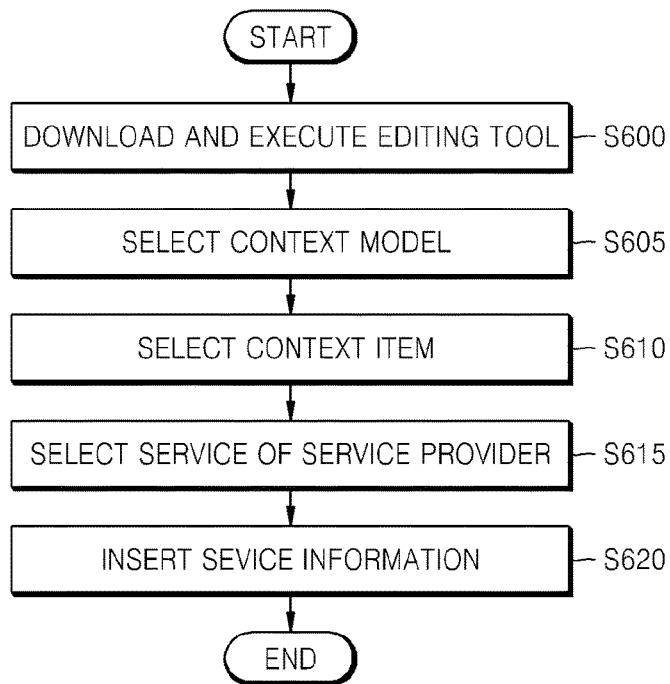 START
DOWNLOAD AND EXECUTE EDITING TOOL S600
SELECT CONTEXT MODEL S605
SELECT CONTEXT ITEM S610
SELECT SERVICE OF SERVICE PROVIDER S615
INSERT SEVICE INFORMATION S620
END